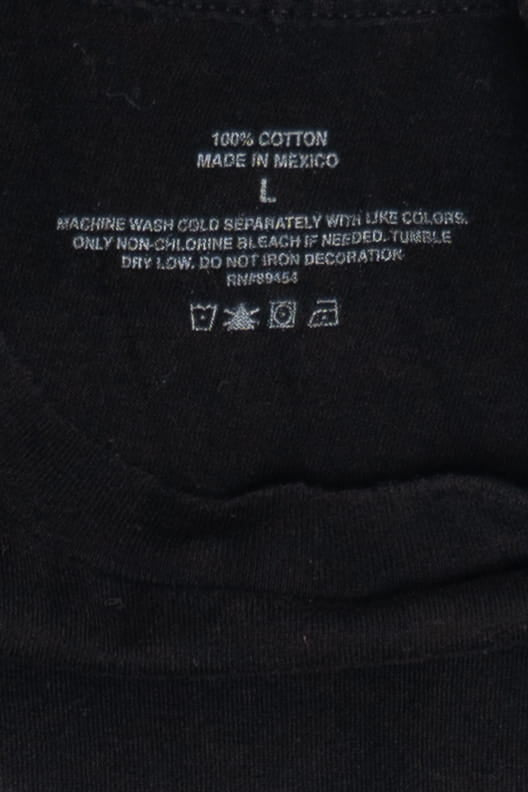 100% COTTON
MADE IN MEXICO
L
MACHINE WASH COLD SEPARATELY WITH LIKE COLORS.
ONLY NON-CHLORINE BLEACH IF NEEDED. TUMBLE
DRY LOW. DO NOT IRON DECORATION
RN#89454